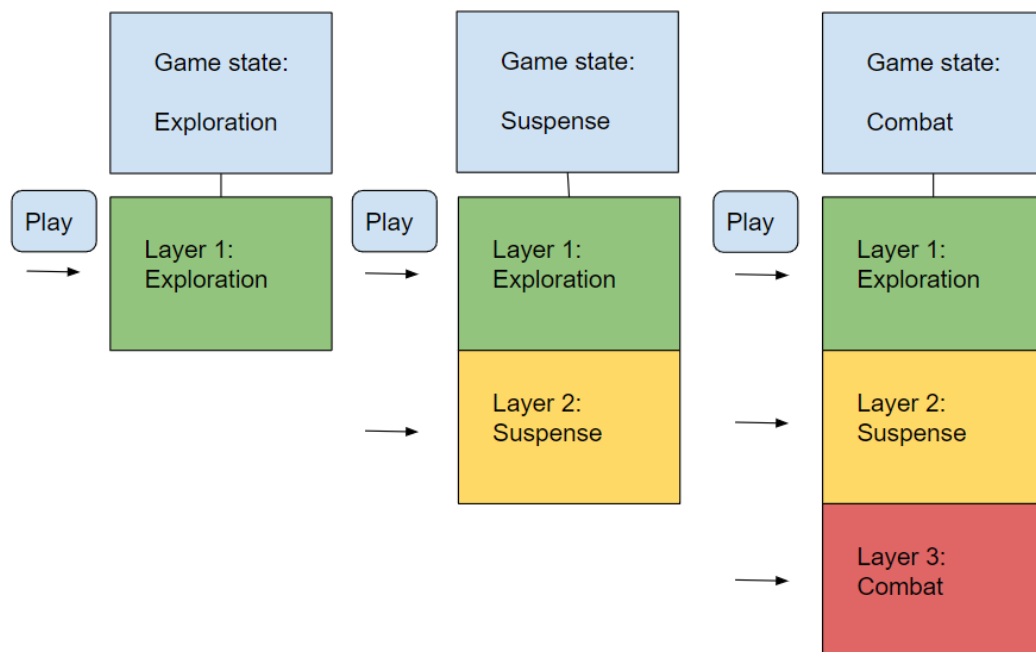 Game state:
Exploration
Play
Layer 1:
Exploration
Game state:
Suspense
Play
Layer 1:
Exploration
Layer 2:
Suspense
Game state:
Combat
Play
Layer 1:
Exploration
Layer 2:
Suspense
Layer 3:
Combat